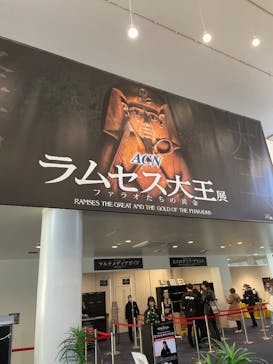 ACN
ラムセス大王展
ファラオたちの黄金
RAMSES THE GREAT AND THE GOLD OF THE PHARAOHS
マルチメディアガイド